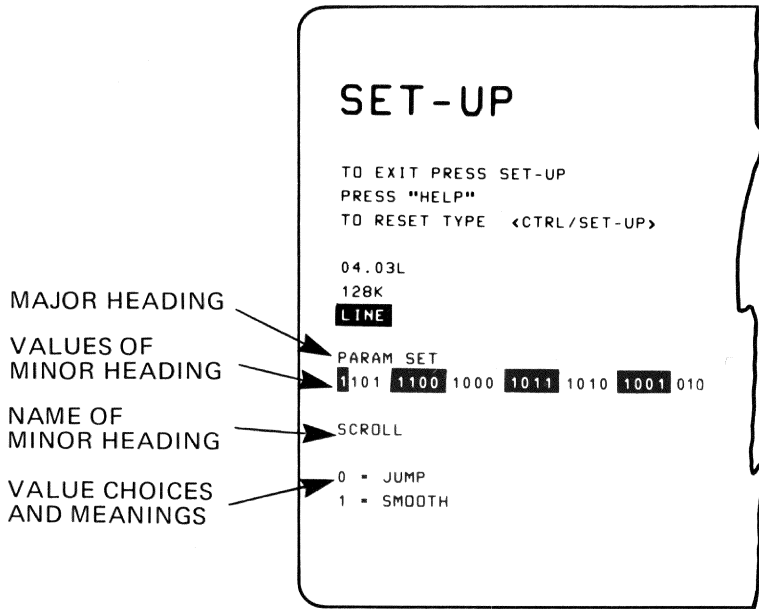 SET-UP
TO EXIT PRESS SET-UP
PRESS "HELP"
TO RESET TYPE <CTRL/SET-UP>
04.03L
128K
LINE
MAJOR HEADING
PARAM SET
VALUES OF
MINOR HEADING
1101 1100 1000 1011 1010 1001 010
NAME OF
MINOR HEADING
SCROLL
VALUE CHOICES
AND MEANINGS
0 = JUMP
1 = SMOOTH